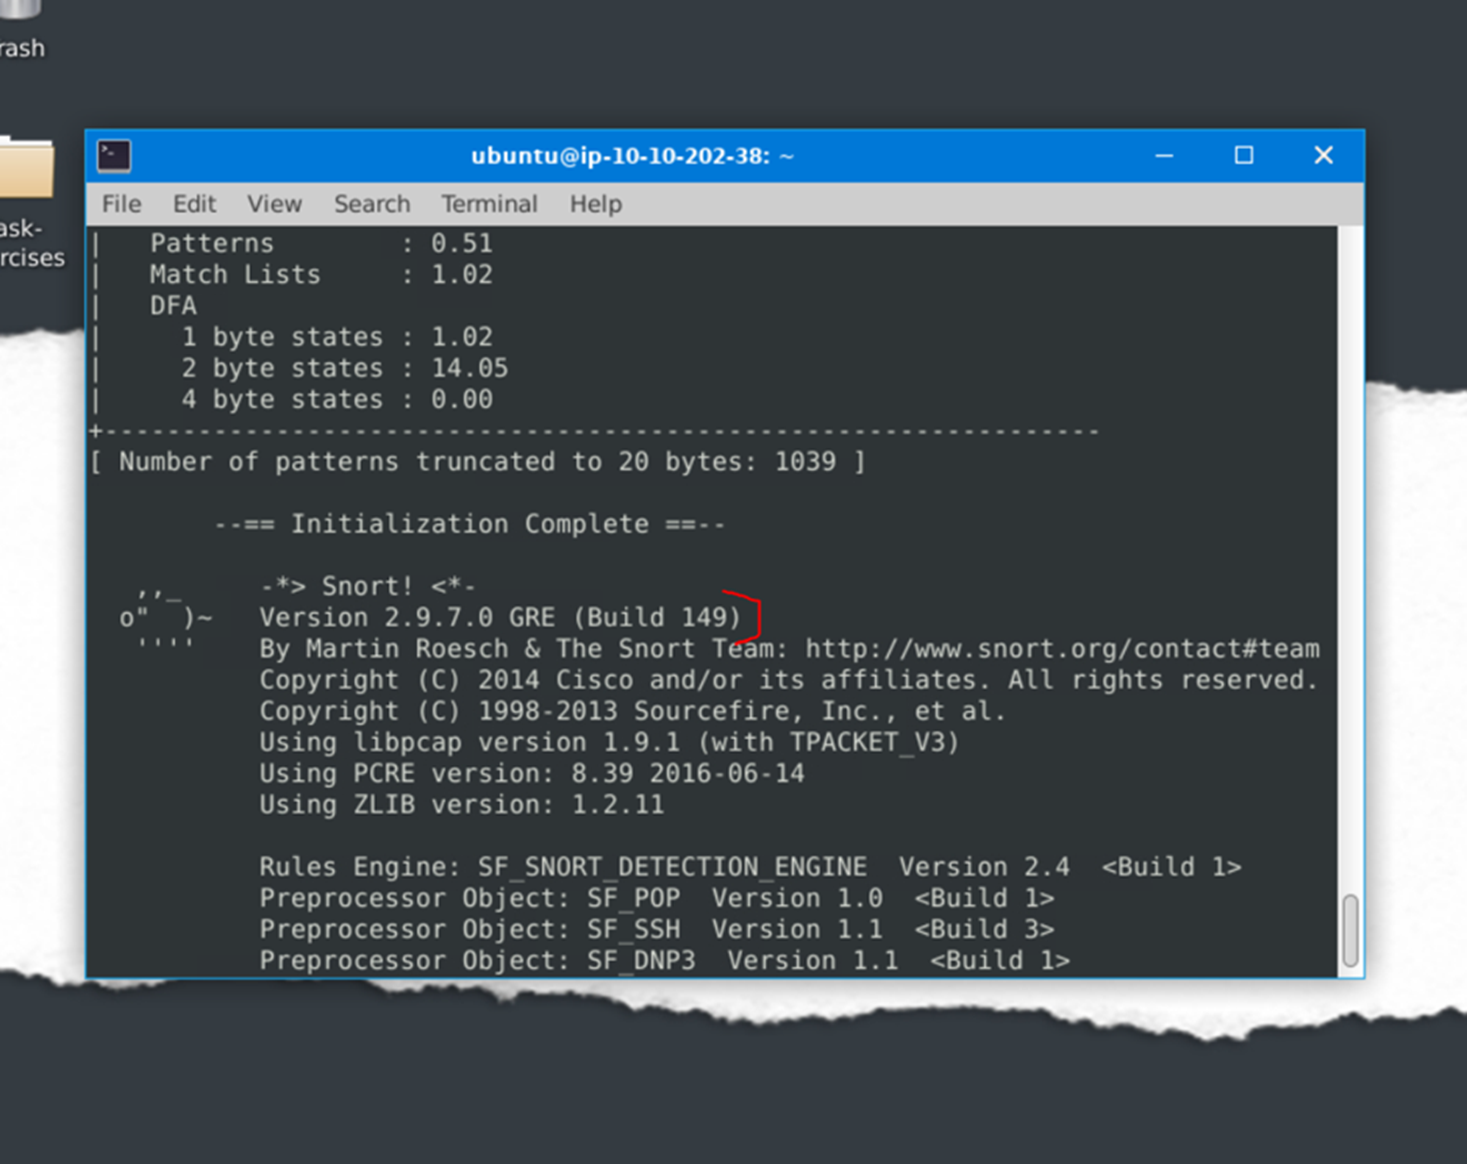 rash
ask-
rcises
ubuntu@ip-10-10-202-38: ~
File Edit View Search Terminal Help
|   Patterns        : 0.51
|   Match Lists     : 1.02
|   DFA
|     1 byte states : 1.02
|     2 byte states : 14.05
|     4 byte states : 0.00
+----------------------------------------------------------------
[ Number of patterns truncated to 20 bytes: 1039 ]
        --== Initialization Complete ==--
   ,,_     -*> Snort! <*-
  o"  )~   Version 2.9.7.0 GRE (Build 149)
   ''''    By Martin Roesch & The Snort Team: http://www.snort.org/contact#team
           Copyright (C) 2014 Cisco and/or its affiliates. All rights reserved.
           Copyright (C) 1998-2013 Sourcefire, Inc., et al.
           Using libpcap version 1.9.1 (with TPACKET_V3)
           Using PCRE version: 8.39 2016-06-14
           Using ZLIB version: 1.2.11
           Rules Engine: SF_SNORT_DETECTION_ENGINE  Version 2.4  <Build 1>
           Preprocessor Object: SF_POP  Version 1.0  <Build 1>
           Preprocessor Object: SF_SSH  Version 1.1  <Build 3>
           Preprocessor Object: SF_DNP3  Version 1.1  <Build 1>